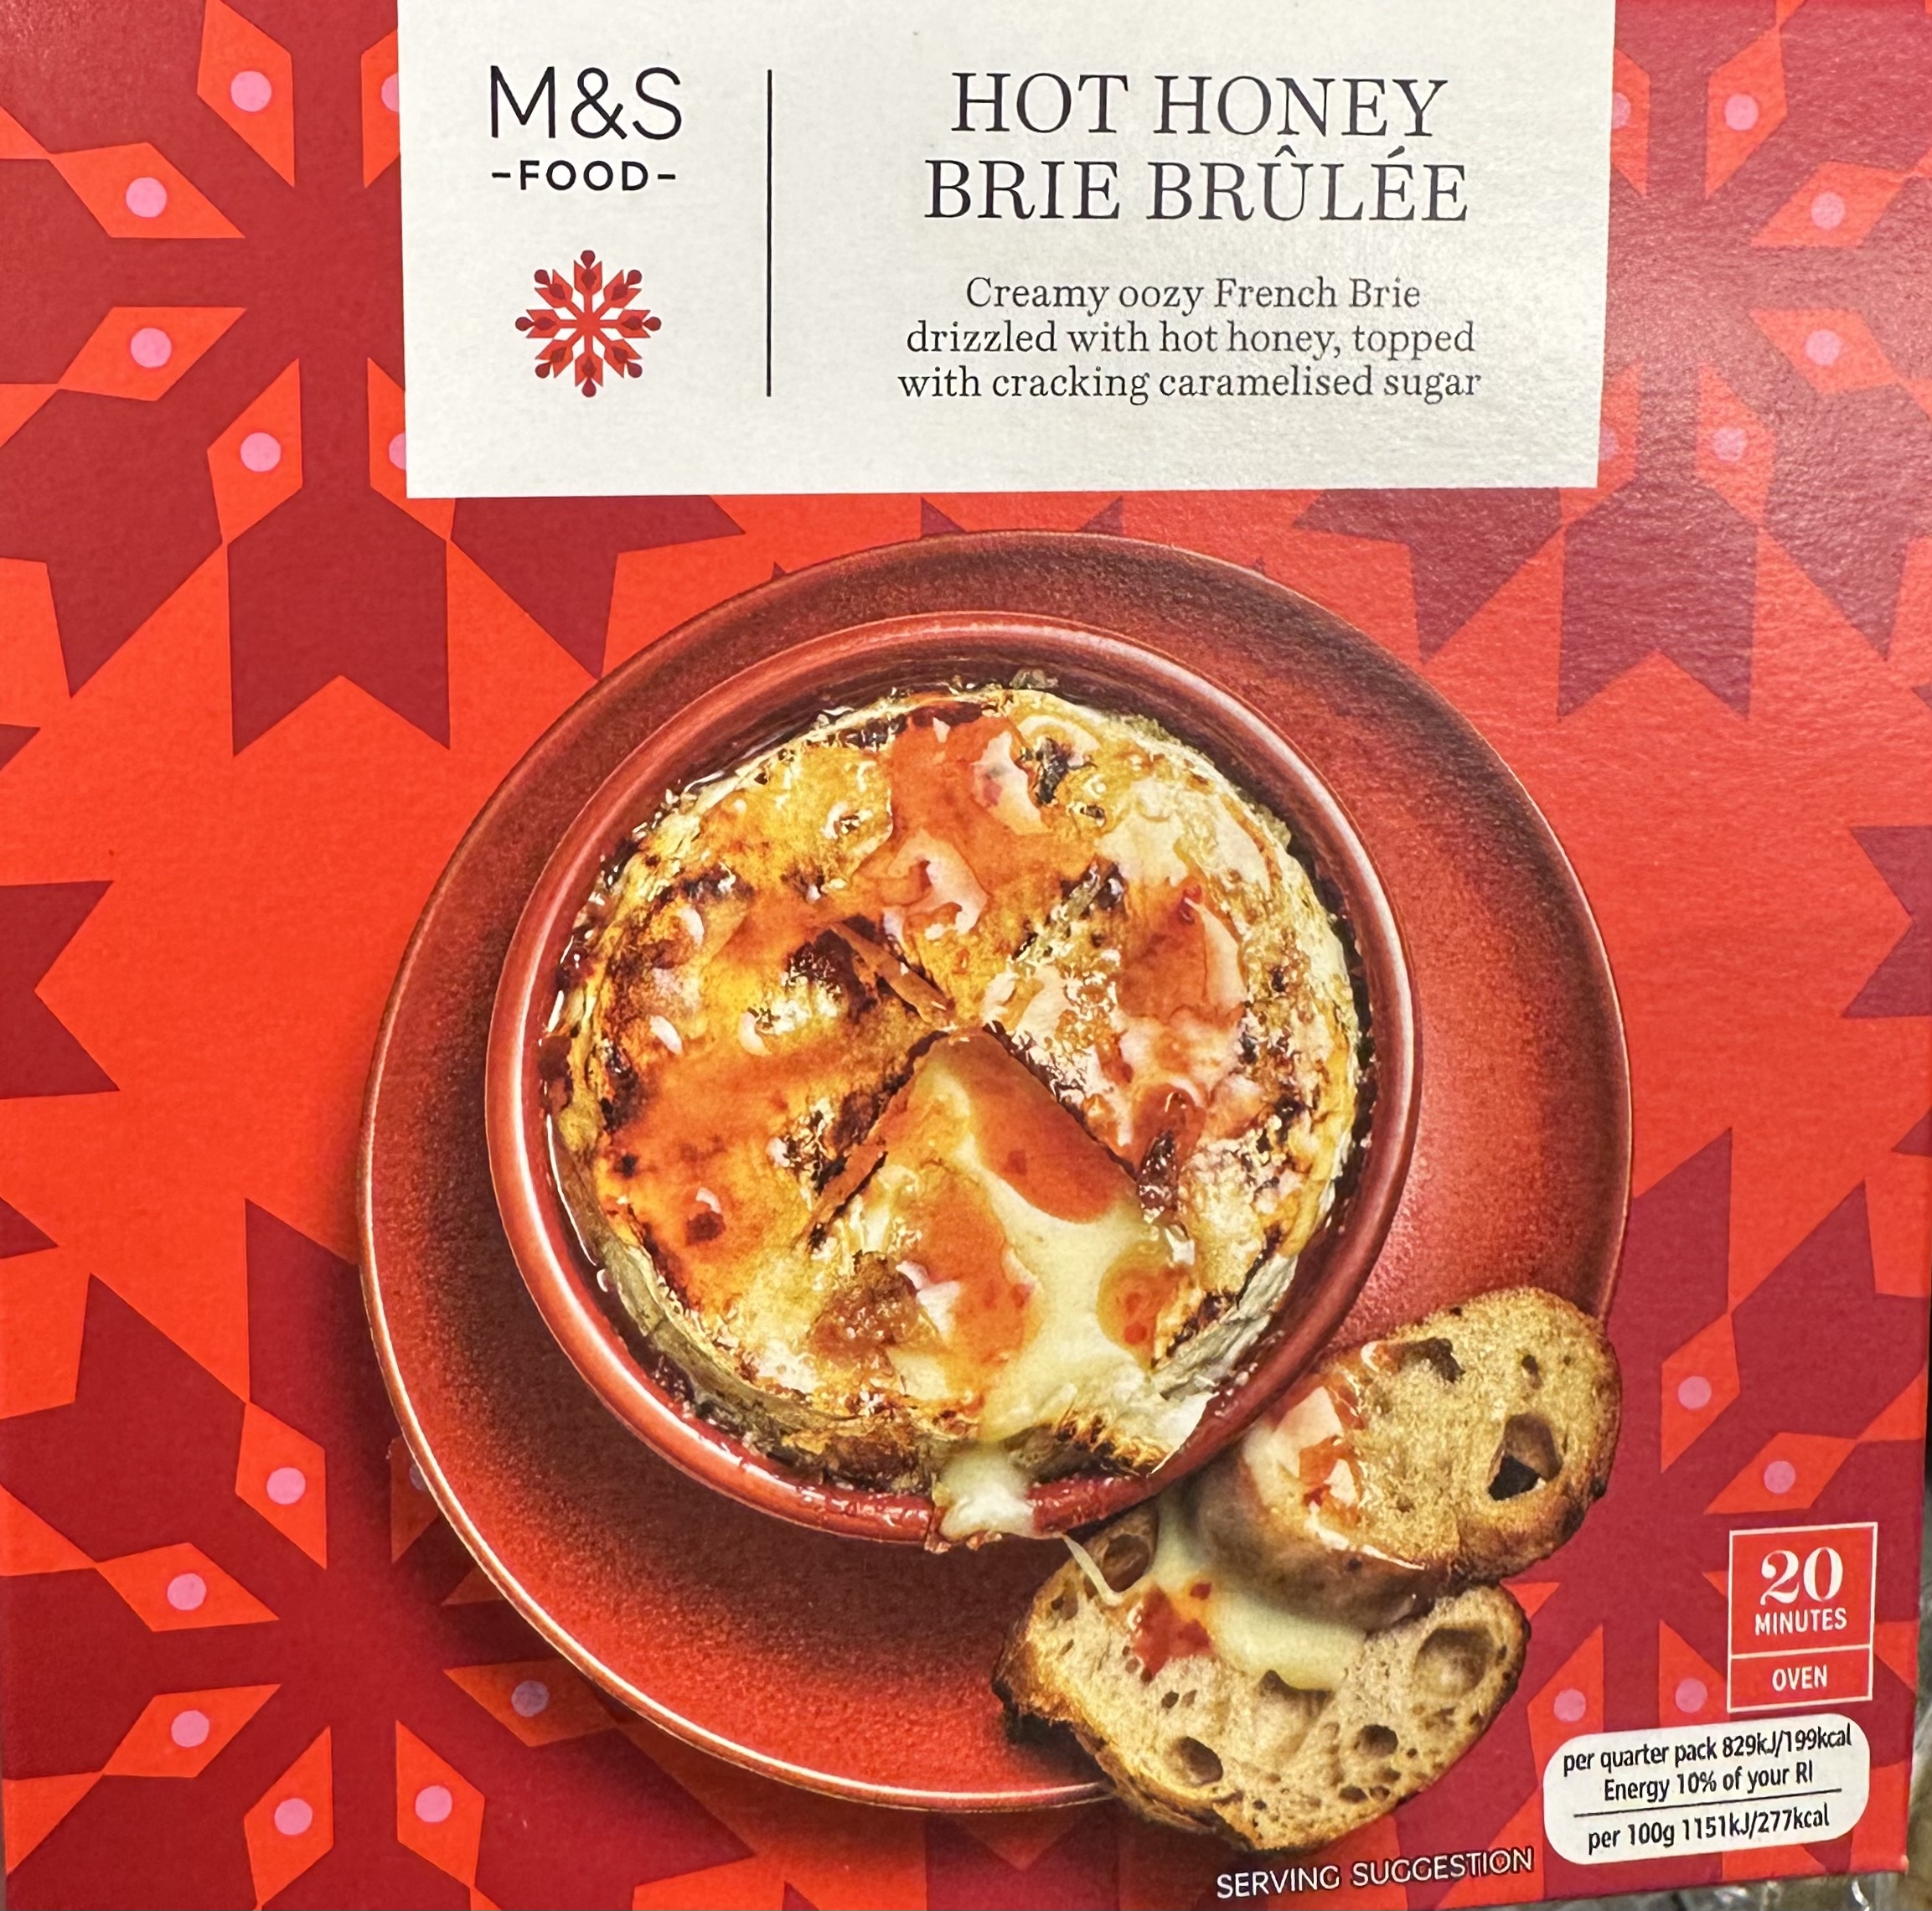 M&S
-FOOD-
HOT HONEY
BRIE BRÛLÉE
Creamy oozy French Brie
drizzled with hot honey, topped
with cracking caramelised sugar
20
MINUTES
OVEN
per quarter pack 829kJ/199kcal
Energy 10% of your RI
per 100g 1151kJ/277kcal
SERVING SUGGESTION